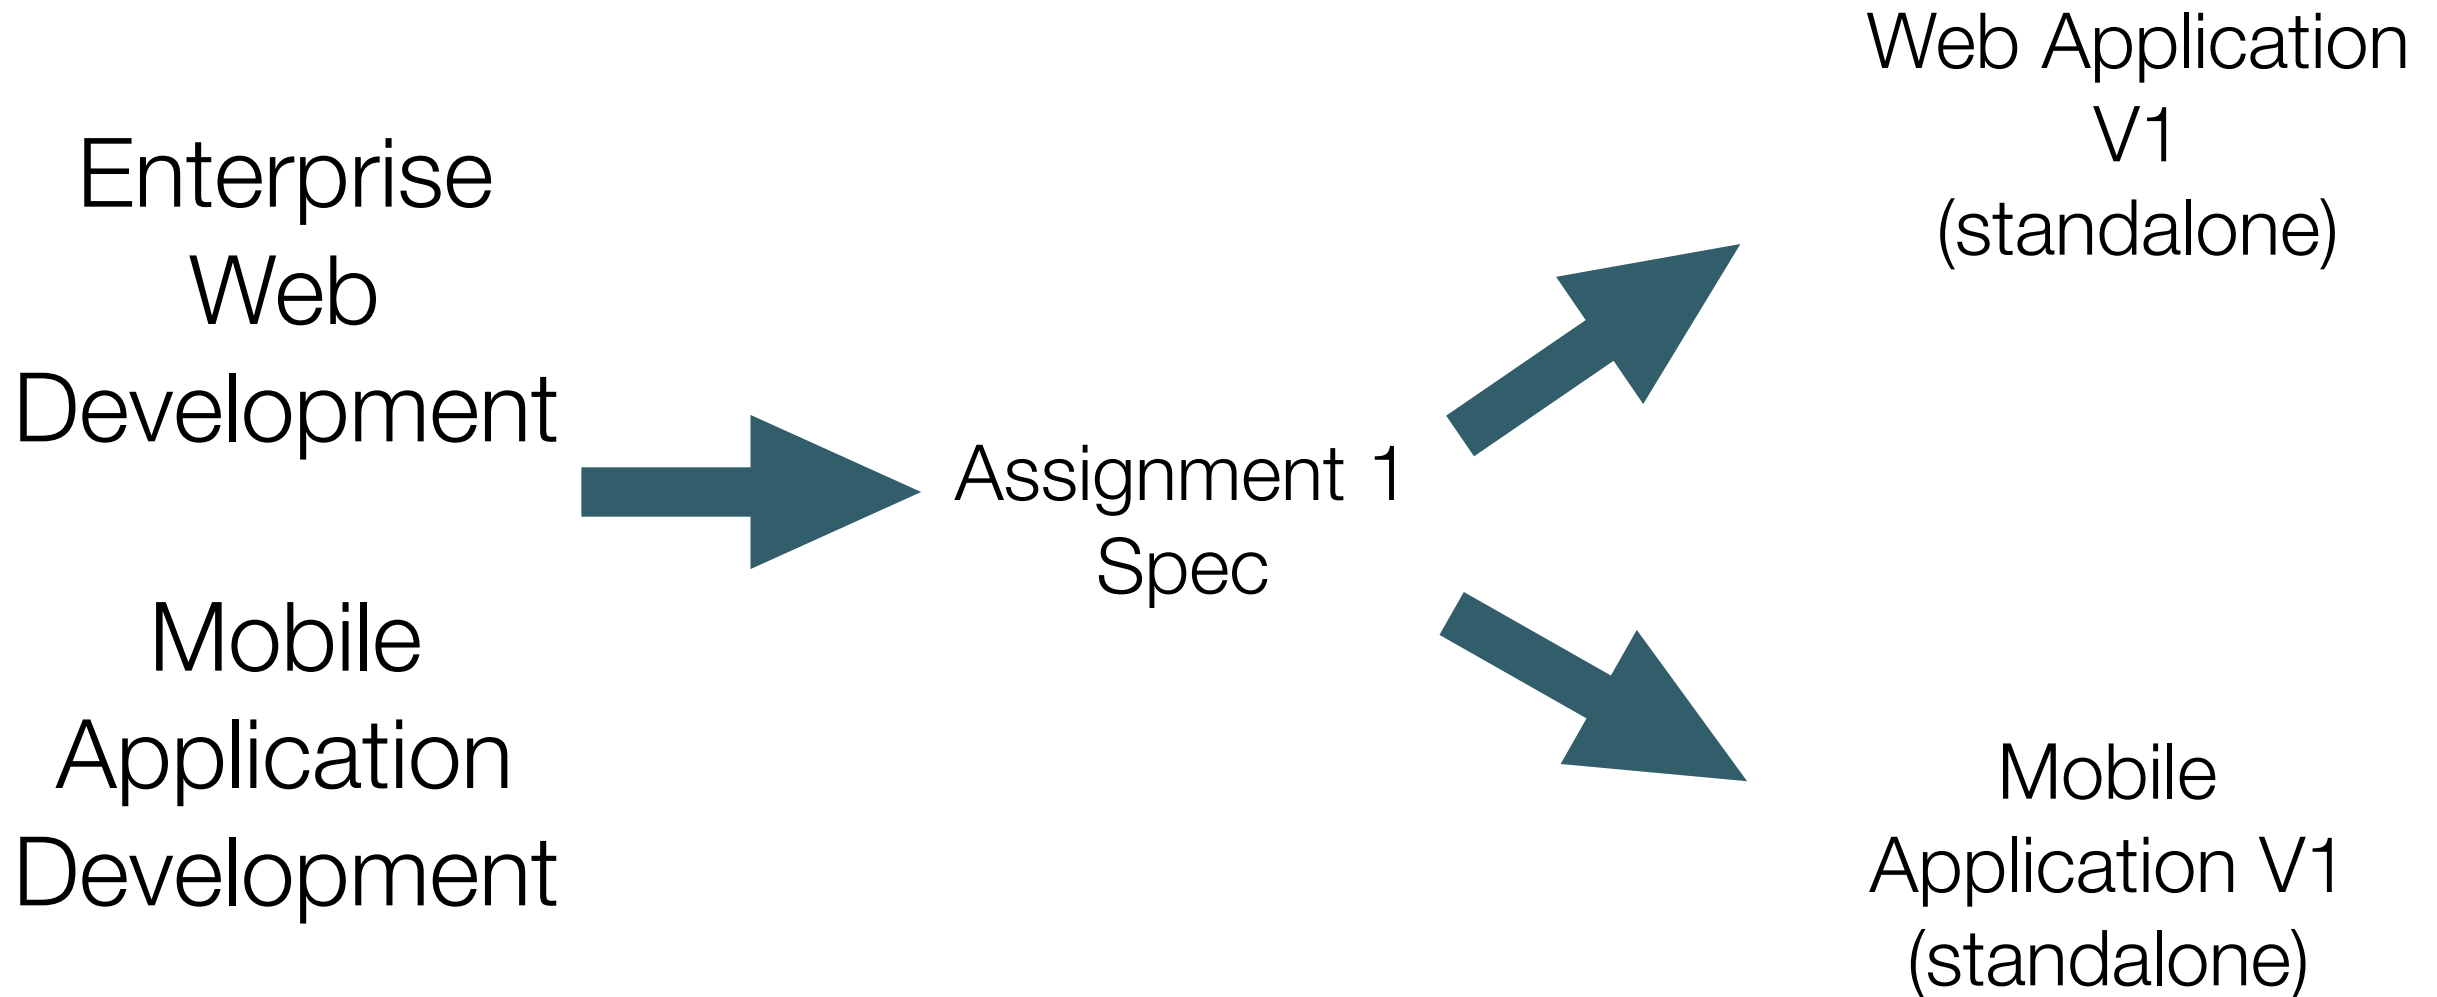 Enterprise
Web
Development
Mobile
Application
Development
Assignment 1
Spec
Web Application
V1
(standalone)
Mobile
Application V1
(standalone)